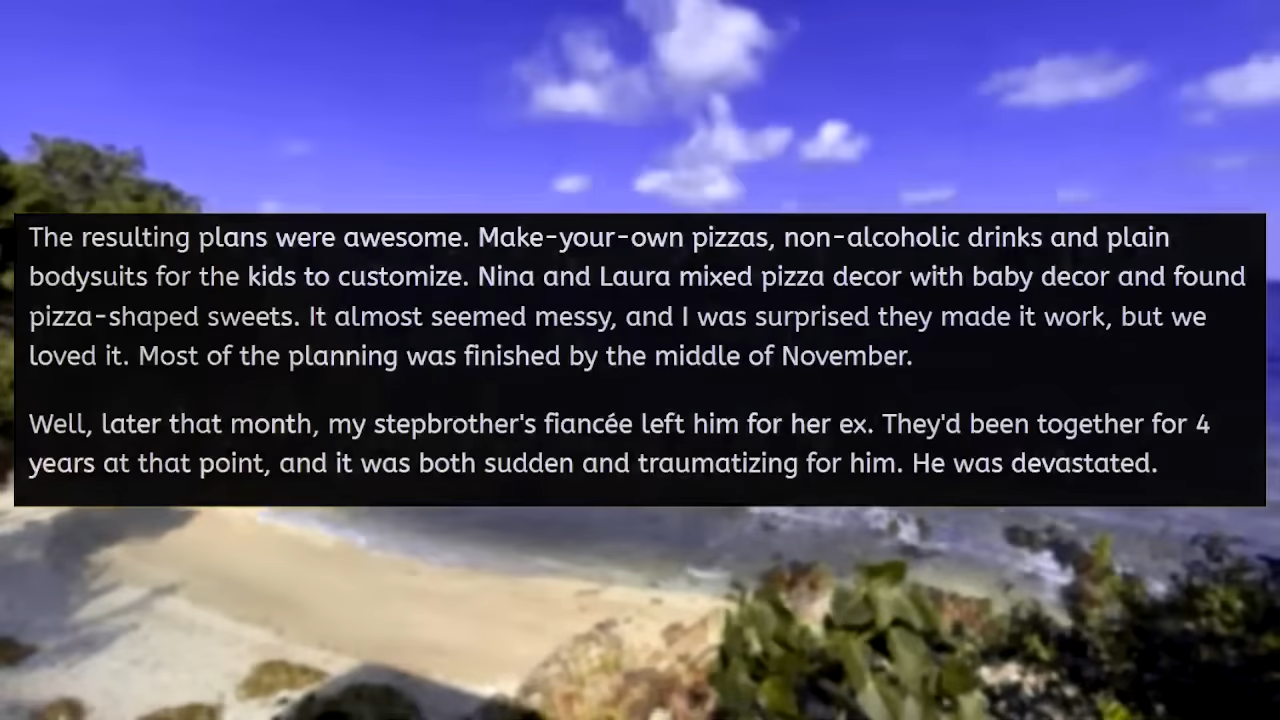 The resulting plans were awesome. Make-your-own pizzas, non-alcoholic drinks and plain
bodysuits for the kids to customize. Nina and Laura mixed pizza decor with baby decor and found
pizza-shaped sweets. It almost seemed messy, and I was surprised they made it work, but we
loved it. Most of the planning was finished by the middle of November.
Well, later that month, my stepbrother's fiancée left him for her ex. They'd been together for 4
years at that point, and it was both sudden and traumatizing for him. He was devastated.